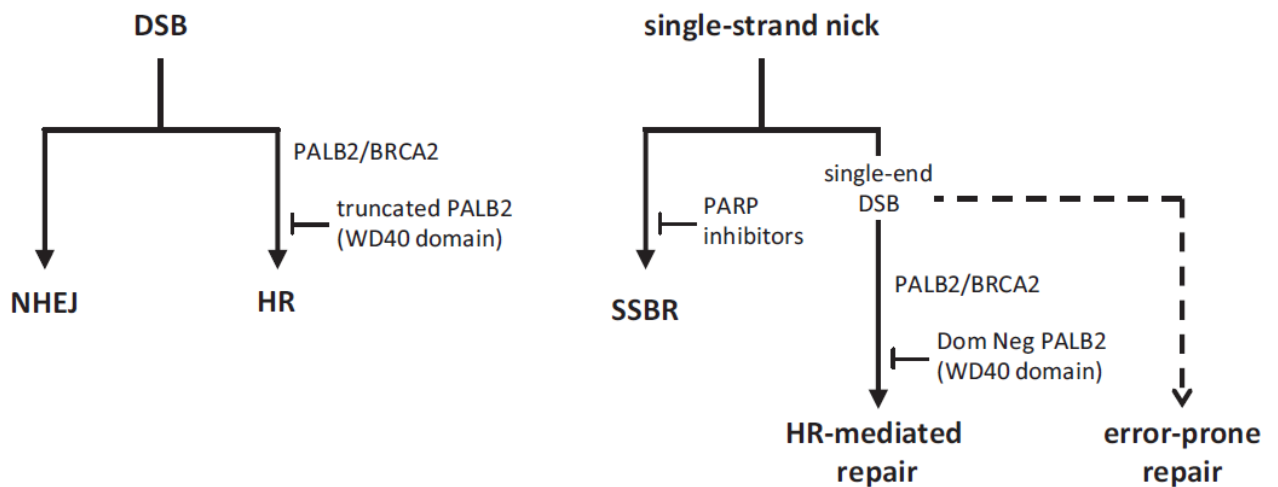 DSB
PALB2/BRCA2
truncated PALB2
(WD40 domain)
NHEJ
HR
single-strand nick
single-end
DSB
PARP
inhibitors
SSBR
PALB2/BRCA2
Dom Neg PALB2
(WD40 domain)
HR-mediated
repair
error-prone
repair